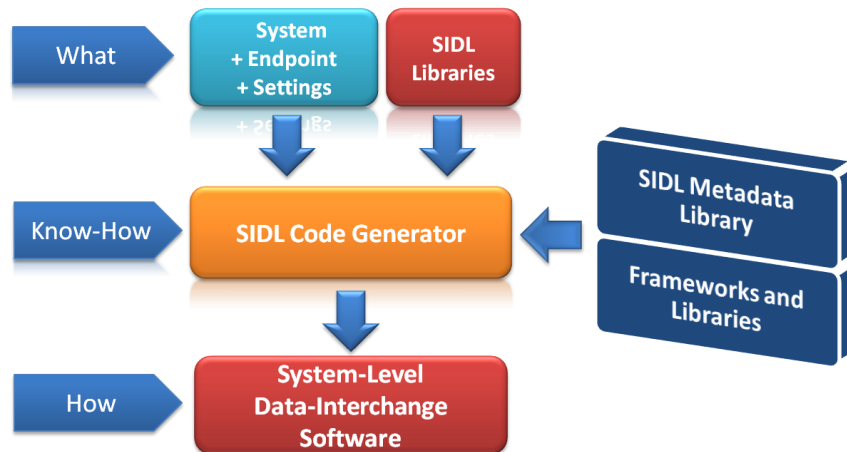 What
System
+ Endpoint
+ Settings
SIDL
Libraries
Know-How
SIDL Code Generator
SIDL Metadata
Library
Frameworks and
Libraries
How
System-Level
Data-Interchange
Software